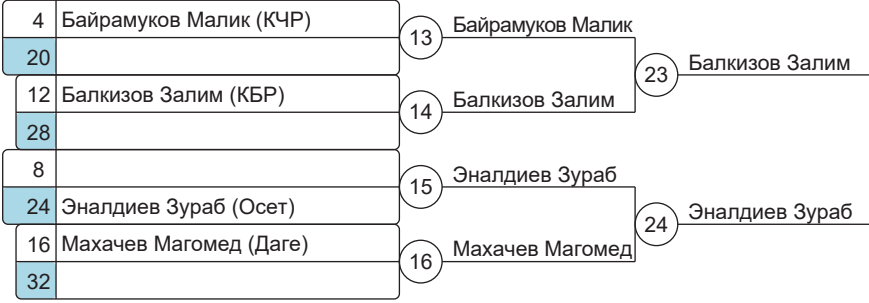 4 Байрамуков Малик (КЧР)
20
13 Байрамуков Малик
12 Балкизов Залим (КБР)
28
14 Балкизов Залим
23 Балкизов Залим
8
24 Эналдиев Зураб (Осет)
15 Эналдиев Зураб
16 Махачев Магомед (Даге)
32
16 Махачев Магомед
24 Эналдиев Зураб